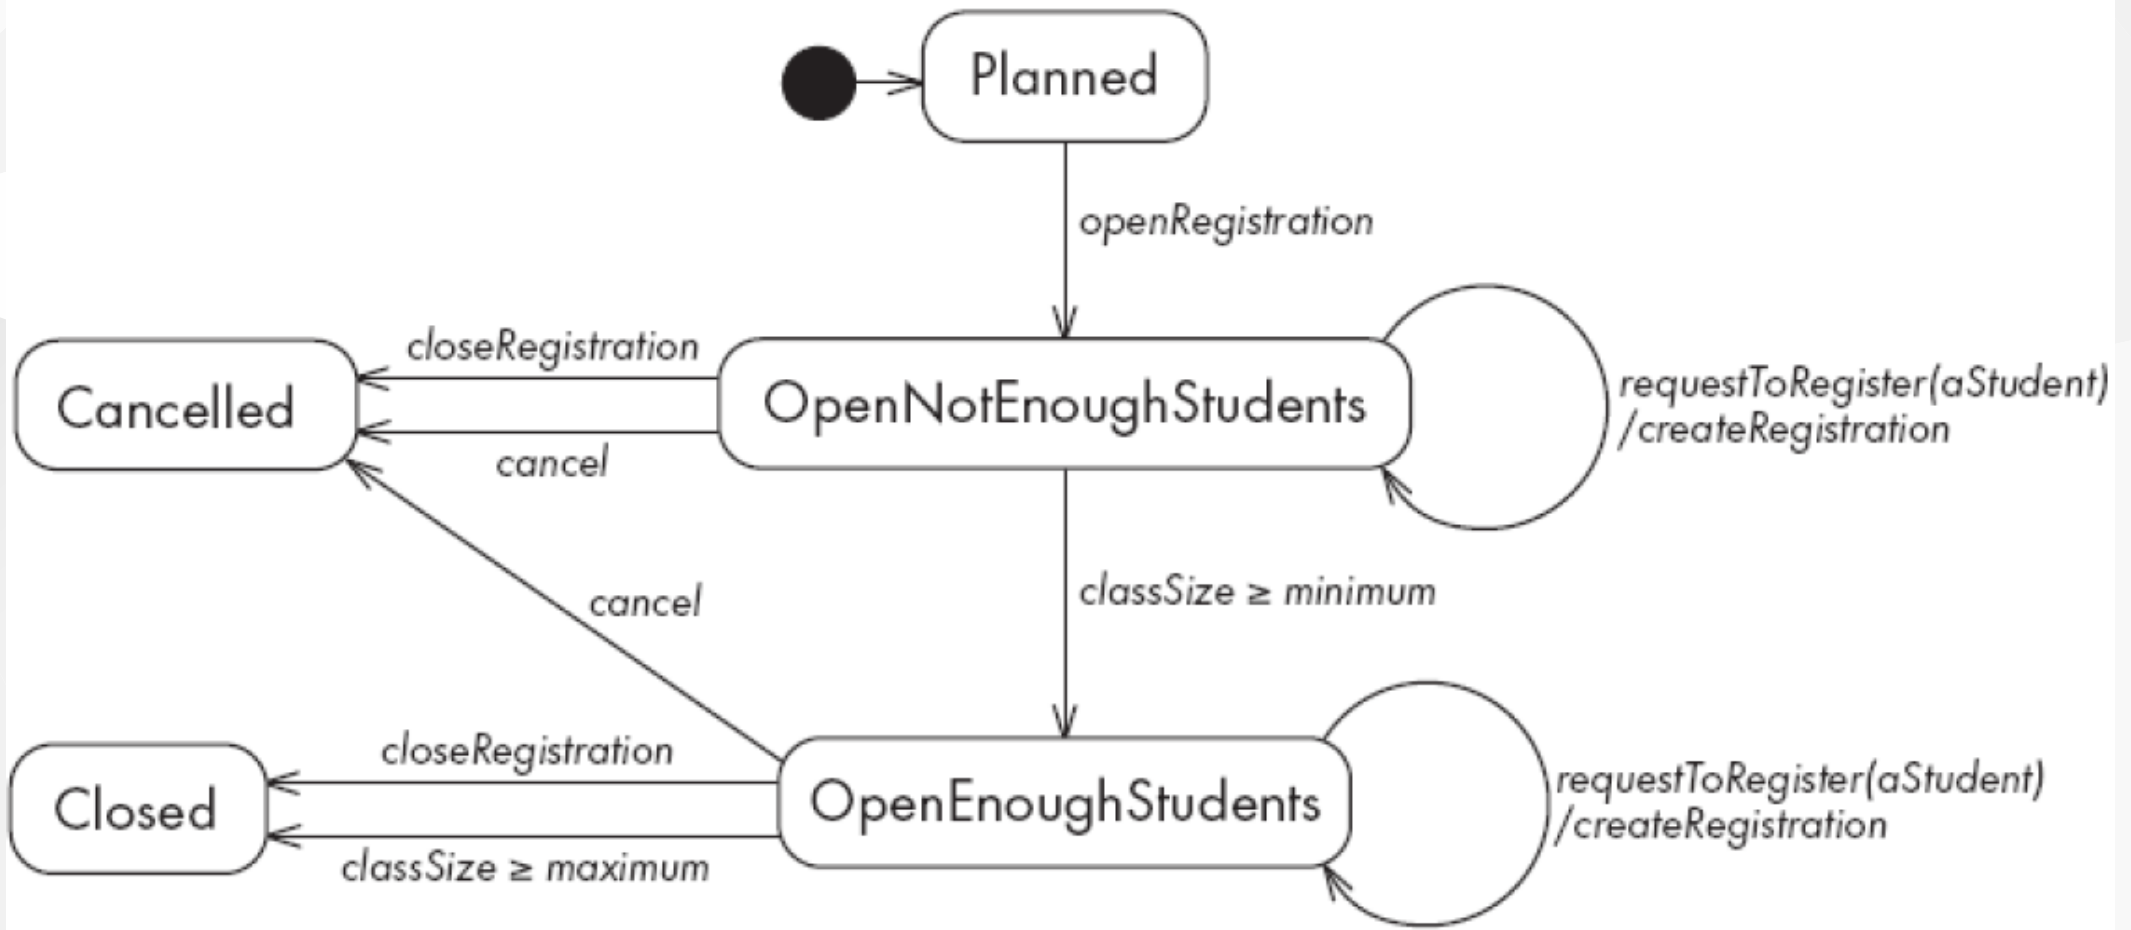 Planned
openRegistration
closeRegistration
Cancelled
OpenNotEnoughStudents
requestToRegister(aStudent)
/createRegistration
cancel
cancel
classSize ≥ minimum
closeRegistration
Closed
OpenEnoughStudents
requestToRegister(aStudent)
/createRegistration
classSize ≥ maximum